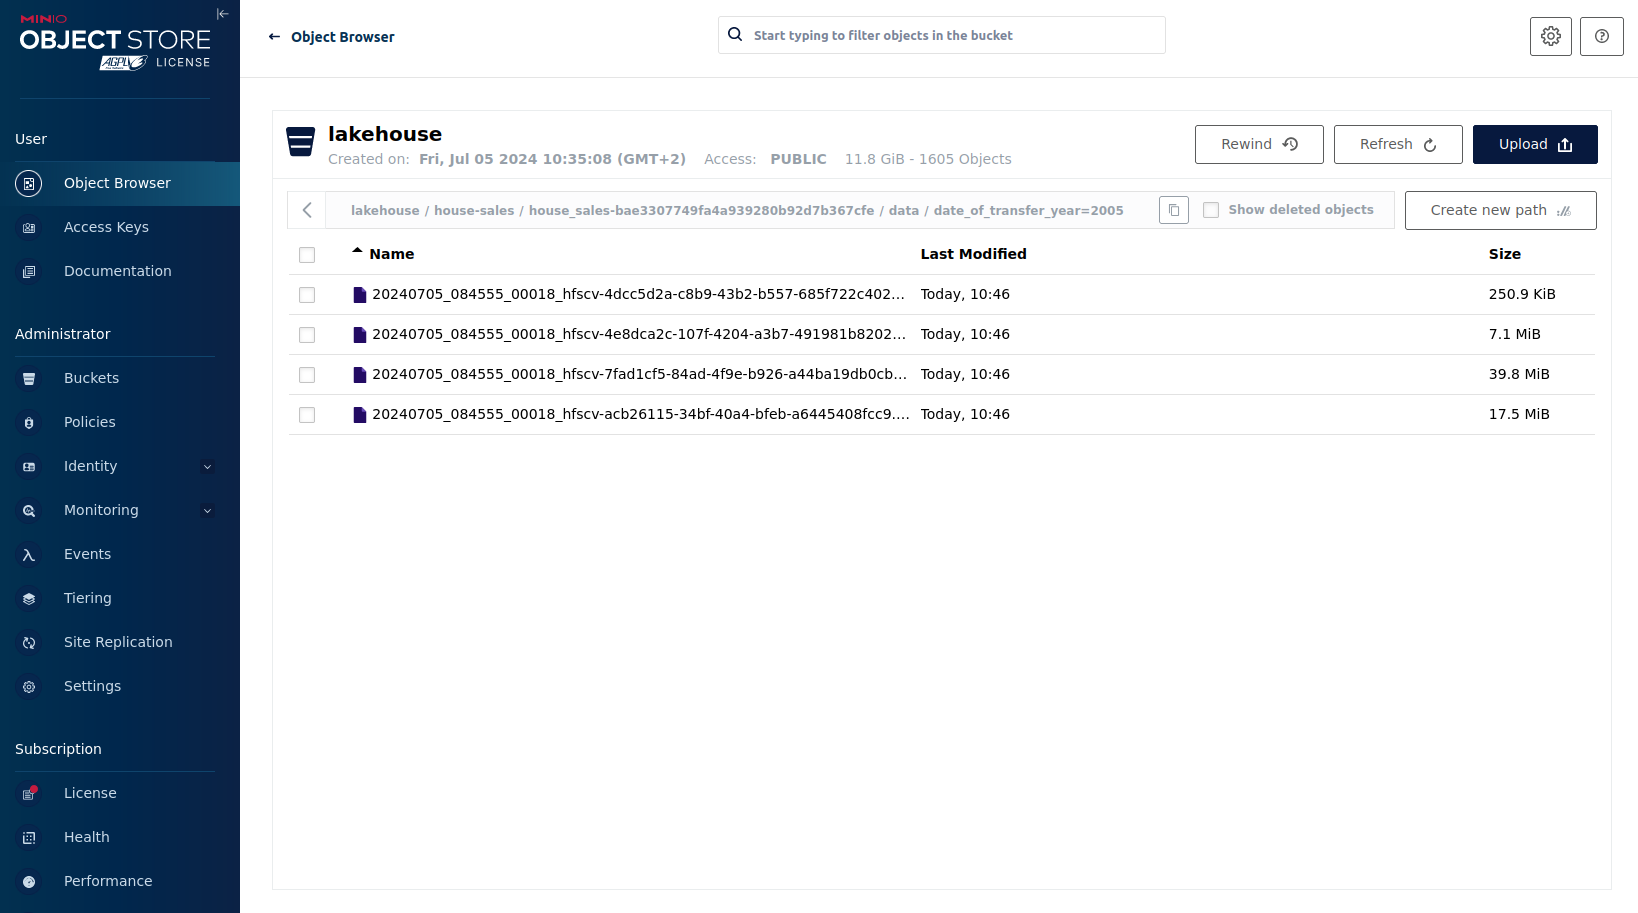 MINIO
OBJECT STORE
AGPL LICENSE
User
Object Browser
Access Keys
Documentation
Administrator
Buckets
Policies
Identity
Monitoring
Events
Tiering
Site Replication
Settings
Subscription
License
Health
Performance
Object Browser
Start typing to filter objects in the bucket
lakehouse
Created on: Fri, Jul 05 2024 10:35:08 (GMT+2) Access: PUBLIC 11.8 GiB - 1605 Objects
Rewind
Refresh
Upload
lakehouse / house-sales / house_sales-bae3307749fa4a939280b92d7b367cfe / data / date_of_transfer_year=2005
Show deleted objects
Create new path
Name Last Modified Size
20240705_084555_00018_hfscv-4dcc5d2a-c8b9-43b2-b557-685f722c402... Today, 10:46 250.9 KiB
20240705_084555_00018_hfscv-4e8dca2c-107f-4204-a3b7-491981b8202... Today, 10:46 7.1 MiB
20240705_084555_00018_hfscv-7fad1cf5-84ad-4f9e-b926-a44ba19db0cb... Today, 10:46 39.8 MiB
20240705_084555_00018_hfscv-acb26115-34bf-40a4-bfeb-a6445408fcc9.... Today, 10:46 17.5 MiB